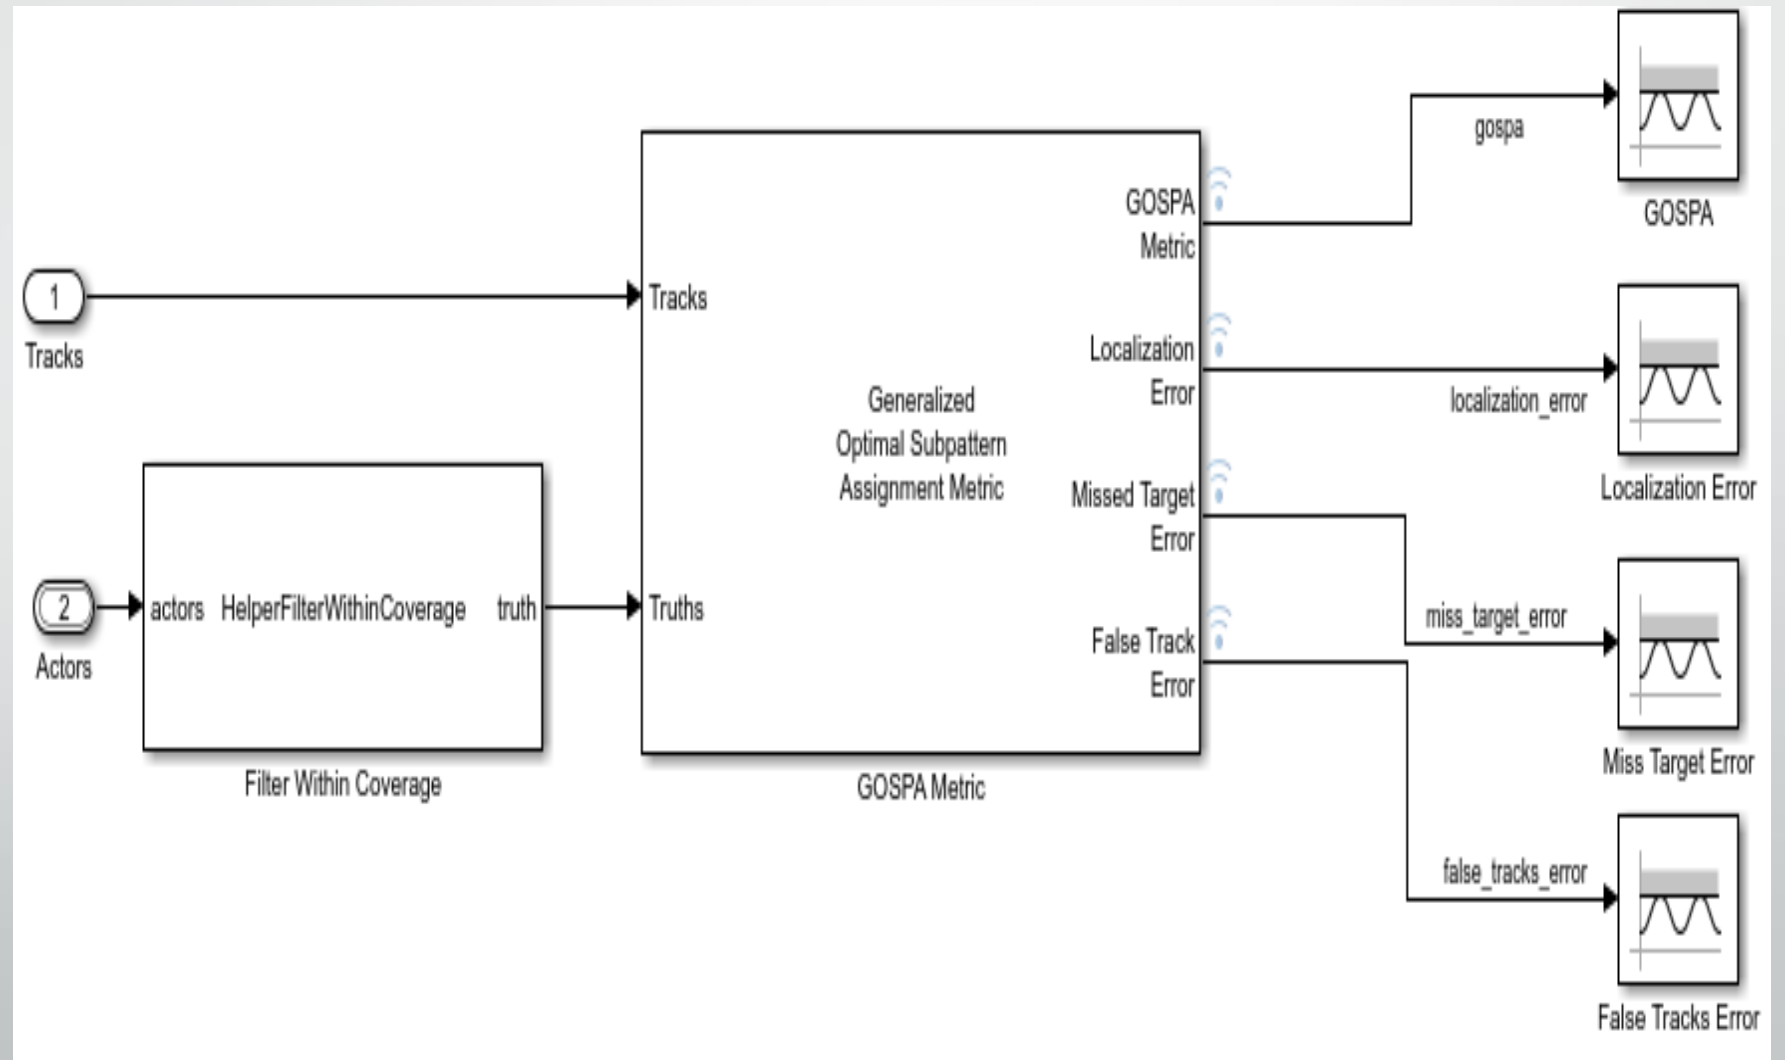 1
Tracks
2
Actors
actors HelperFilterWithinCoverage truth
Filter Within Coverage
Tracks
Truths
Generalized
Optimal Subpattern
Assignment Metric
GOSPA
Metric
Localization
Error
Missed Target
Error
False Track
Error
GOSPA Metric
gospa
GOSPA
localization_error
Localization Error
miss_target_error
Miss Target Error
false_tracks_error
False Tracks Error